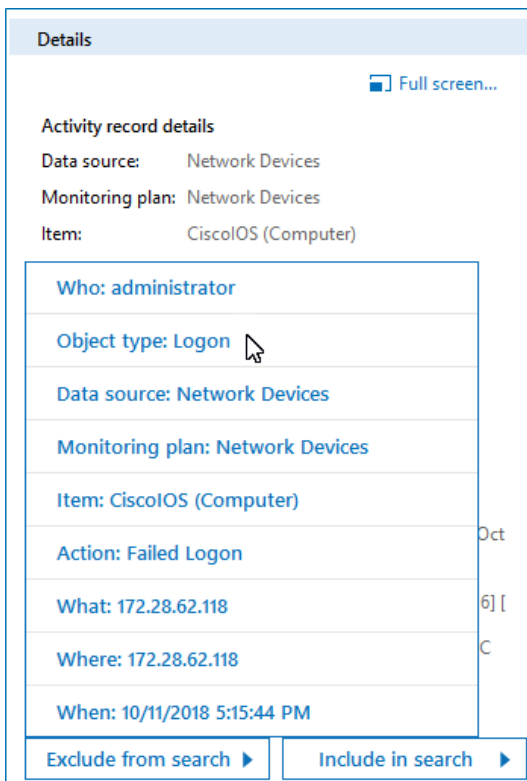 Details
Full screen...
Activity record details
Data source: Network Devices
Monitoring plan: Network Devices
Item: CiscoIOS (Computer)
Who: administrator
Object type: Logon
Data source: Network Devices
Monitoring plan: Network Devices
Item: CiscoIOS (Computer)
Oct
Action: Failed Logon
What: 172.28.62.118
6] [
Where: 172.28.62.118
C
When: 10/11/2018 5:15:44 PM
Exclude from search
Include in search